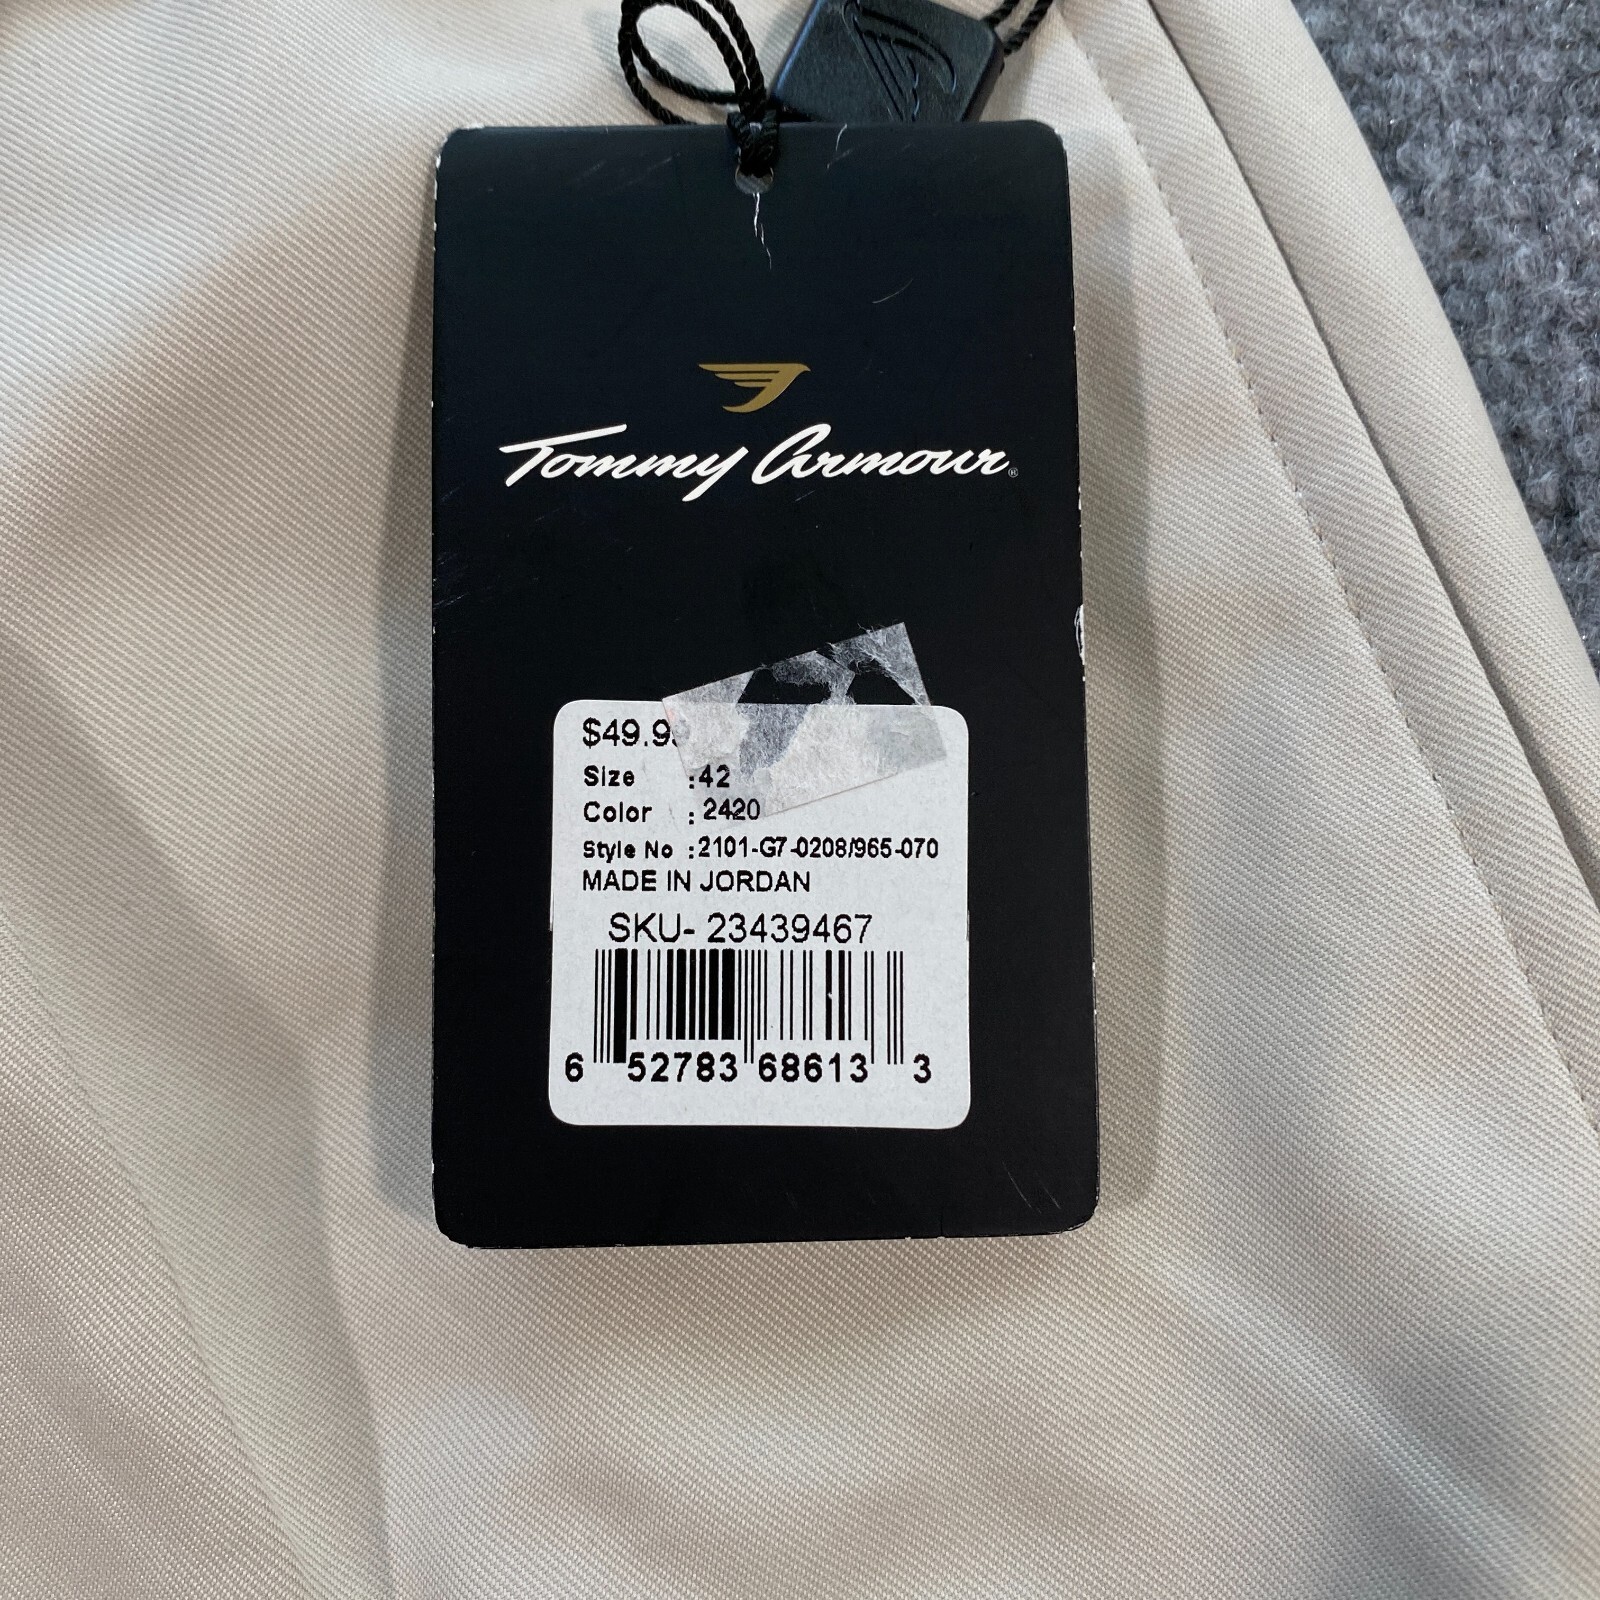 Tommy Armour®
$49.9
Size :42
Color : 2420
Style No :2101-G7-0208/965-070
MADE IN JORDAN
SKU- 23439467
6 52783 68613 3